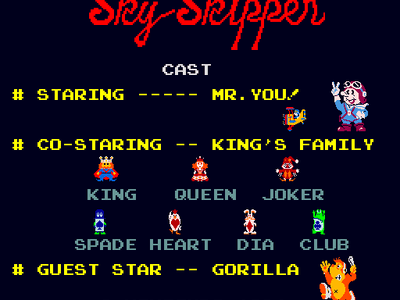 Sky Skipper
CAST
# STARING ----- MR.YOU!
# CO-STARING -- KING'S FAMILY
KING QUEEN JOKER
SPADE HEART DIA CLUB
# GUEST STAR -- GORILLA